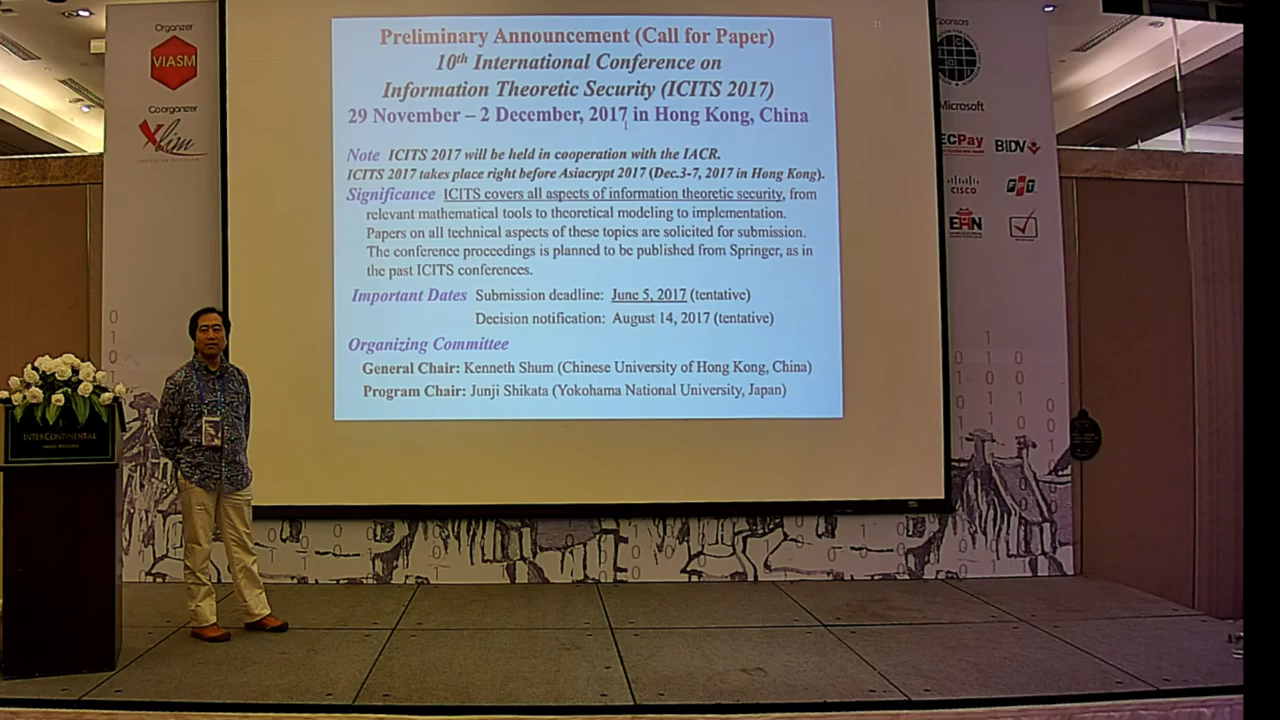 Organizer
VIASM
Coorganizer
Xlim
Preliminary Announcement (Call for Paper)
10th International Conference on
Information Theoretic Security (ICITS 2017)
29 November – 2 December, 2017 in Hong Kong, China
Note ICITS 2017 will be held in cooperation with the IACR.
ICITS 2017 takes place right before Asiacrypt 2017 (Dec.3-7, 2017 in Hong Kong).
Significance ICITS covers all aspects of information theoretic security, from
relevant mathematical tools to theoretical modeling to implementation.
Papers on all technical aspects of these topics are solicited for submission.
The conference proceedings is planned to be published from Springer, as in
the past ICITS conferences.
Important Dates Submission deadline: June 5, 2017 (tentative)
Decision notification: August 14, 2017 (tentative)
Organizing Committee
General Chair: Kenneth Shum (Chinese University of Hong Kong, China)
Program Chair: Junji Shikata (Yokohama National University, Japan)
Sponsors
Microsoft
ECPay
BIDV
CISCO
FPT
EHN
INTERCONTINENTAL